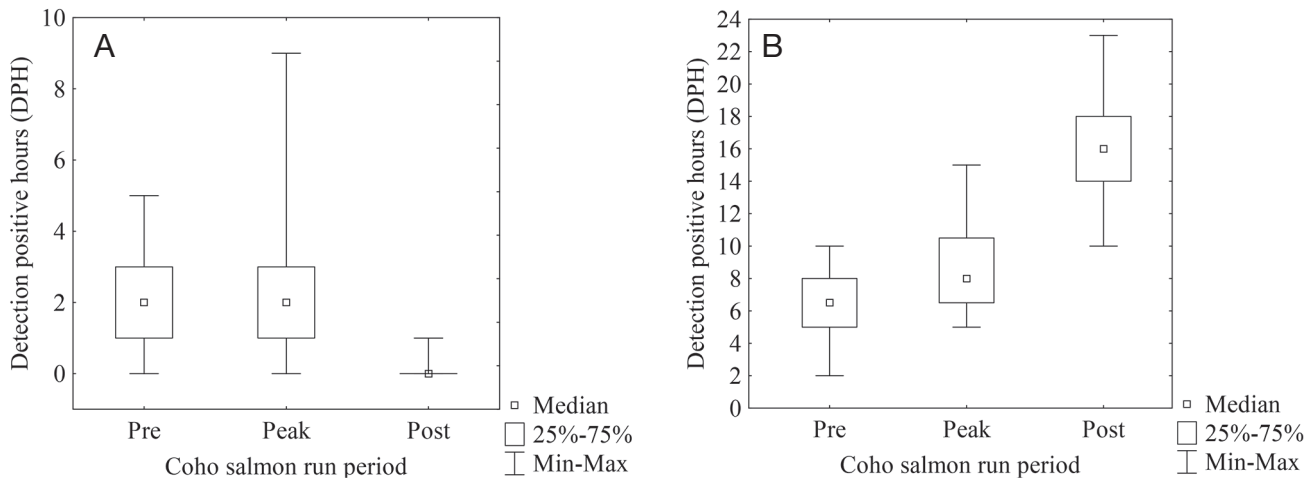 A
Detection positive hours (DPH)
10
8
6
4
2
0
Pre
Peak
Post
Coho salmon run period
Median
25%-75%
Min-Max
B
Detection positive hours (DPH)
24
22
20
18
16
14
12
10
8
6
4
2
0
Pre
Peak
Post
Coho salmon run period
Median
25%-75%
Min-Max